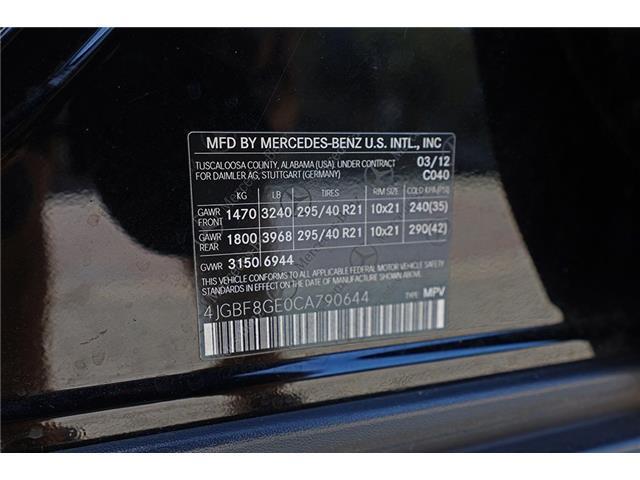 MFD BY MERCEDES-BENZ U.S. INTL., INC
TUSCALOOSA COUNTY, ALABAMA (USA) UNDER CONTRACT 03/12
FOR DAIMLER AG, STUTTGART (GERMANY) C040
KG LB TIRES RIM SIZE COLD KPA (PSI)
GAWR FRONT 1470 3240 295/40 R21 10x21 240(35)
GAWR REAR 1800 3968 295/40 R21 10x21 290(42)
GVWR 3150 6944
THIS VEHICLE CONFORMS TO ALL APPLICABLE FEDERAL MOTOR VEHICLE SAFETY
STANDARDS IN EFFECT ON THE DATE OF MANUFACTURE SHOWN ABOVE.
4JGBF8GE0CA790644 TYPE: MPV